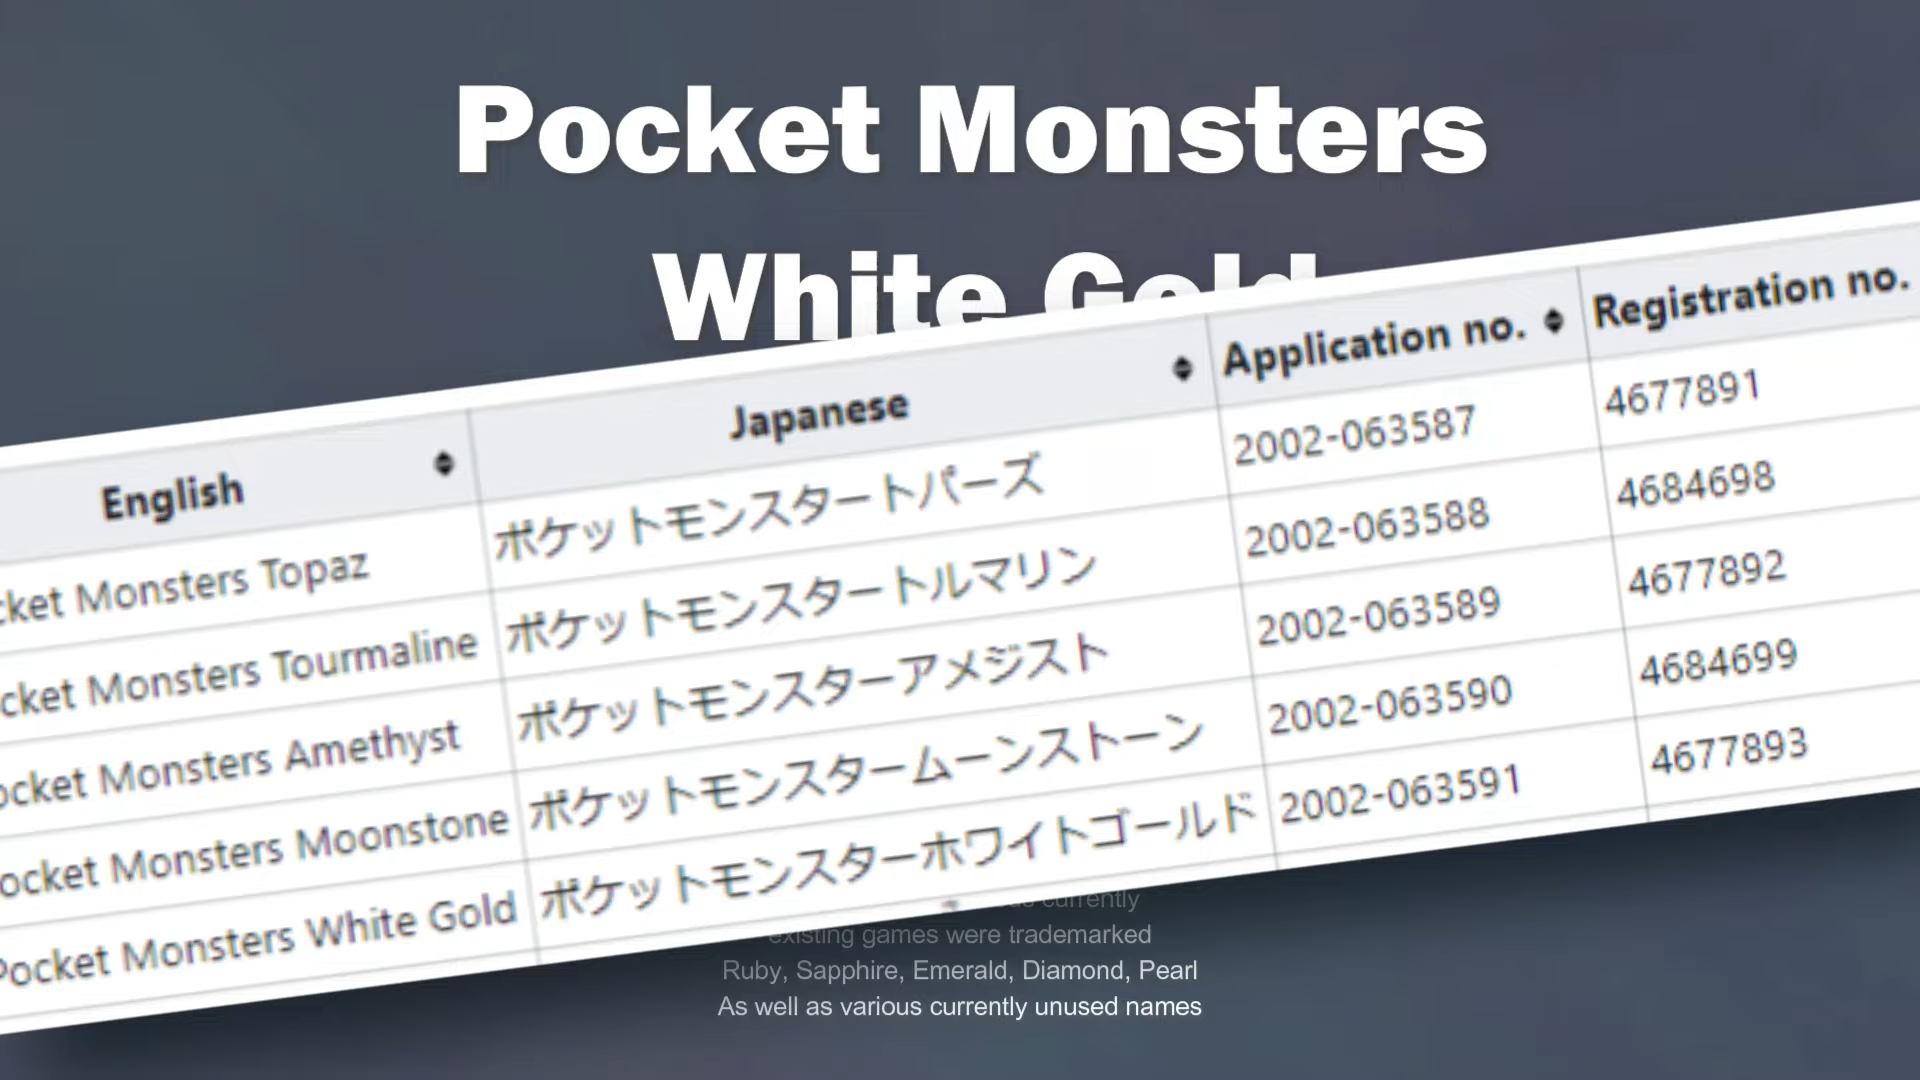 Pocket Monsters
White Gold
English Japanese Application no. Registration no.
cket Monsters Topaz ポケットモンスタートパーズ 2002-063587 4677891
cket Monsters Tourmaline ポケットモンスタートルマリン 2002-063588 4684698
ocket Monsters Amethyst ポケットモンスターアメジスト 2002-063589 4677892
ocket Monsters Moonstone ポケットモンスタームーンストーン 2002-063590 4684699
Pocket Monsters White Gold ポケットモンスターホワイトゴールド 2002-063591 4677893
currently
existing games were trademarked
Ruby, Sapphire, Emerald, Diamond, Pearl
As well as various currently unused names